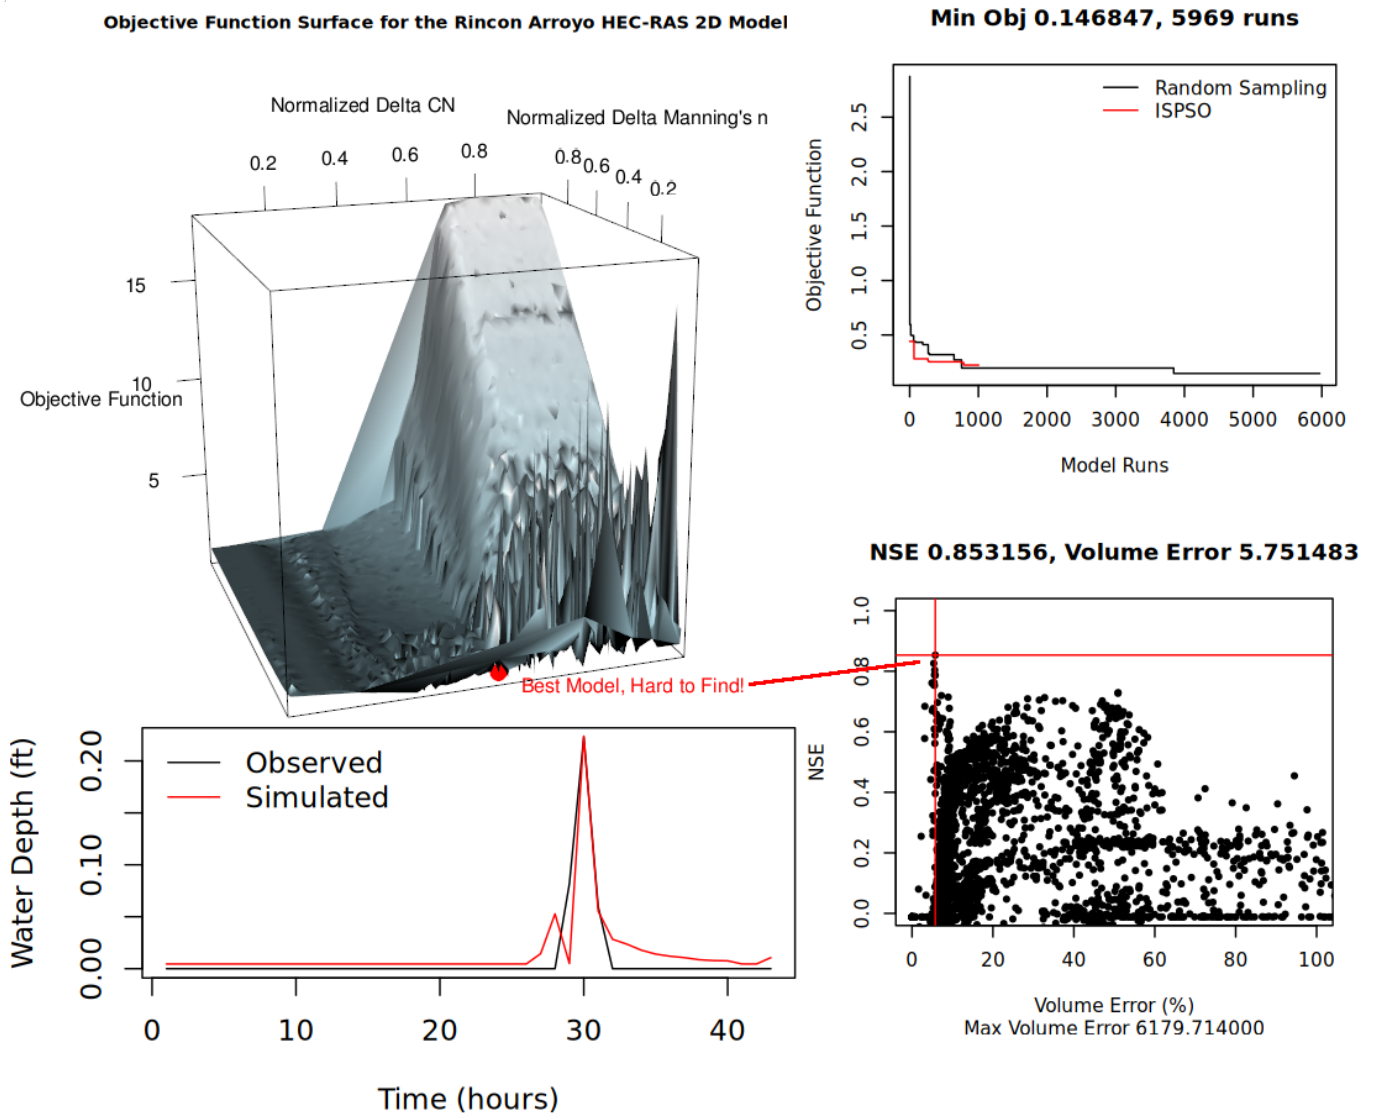 Objective Function Surface for the Rincon Arroyo HEC-RAS 2D Model
Normalized Delta CN
Normalized Delta Manning's n
0.2 0.4 0.6 0.8
0.8 0.6 0.4 0.2
15
10
Objective Function
5
Best Model, Hard to Find!
Min Obj 0.146847, 5969 runs
Random Sampling
ISPSO
Objective Function
2.5
2.0
1.5
1.0
0.5
0 1000 2000 3000 4000 5000 6000
Model Runs
Observed
Simulated
Water Depth (ft)
0.20
0.10
0.00
0 10 20 30 40
Time (hours)
NSE 0.853156, Volume Error 5.751483
NSE
1.0
0.8
0.6
0.4
0.2
0.0
0 20 40 60 80 100
Volume Error (%)
Max Volume Error 6179.714000